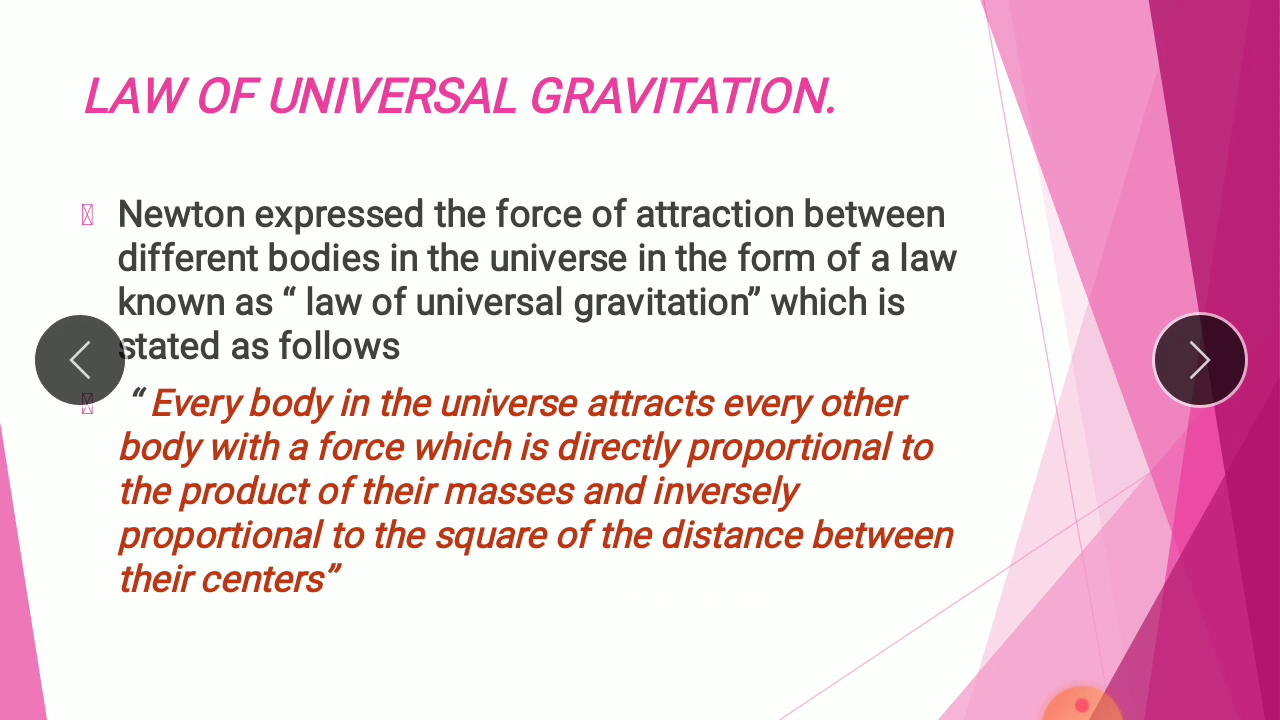 LAW OF UNIVERSAL GRAVITATION.
Newton expressed the force of attraction between
different bodies in the universe in the form of a law
known as “ law of universal gravitation” which is
stated as follows
“ Every body in the universe attracts every other
body with a force which is directly proportional to
the product of their masses and inversely
proportional to the square of the distance between
their centers”